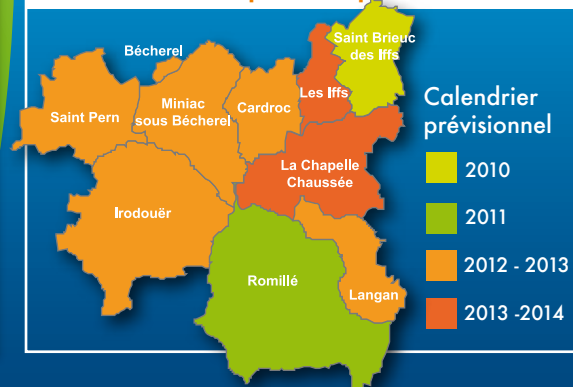 Saint Brieuc
des Iffs
Bécherel
Les Iffs
Saint Pern
Miniac
sous Bécherel
Cardroc
La Chapelle
Chaussée
Irodouër
Romillé
Langan
Calendrier
prévisionnel
2010
2011
2012 - 2013
2013 -2014